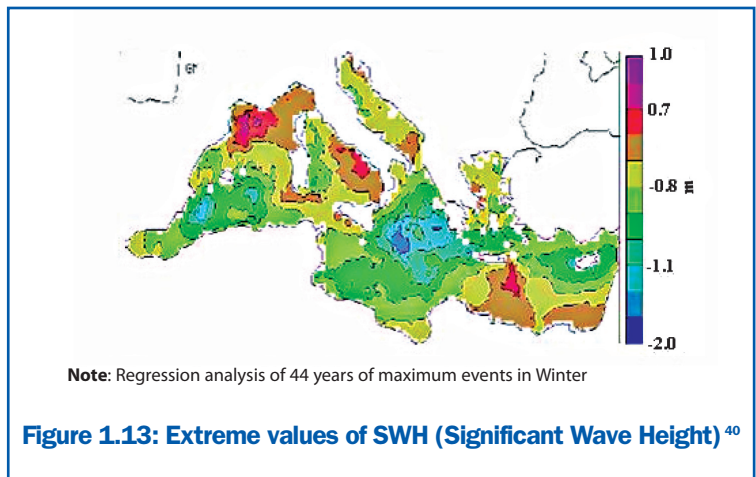 GM
1.0
0.7
-0.8
m
-1.1
-2.0
Note: Regression analysis of 44 years of maximum events in Winter
Figure 1.13: Extreme values of SWH (Significant Wave Height) 40